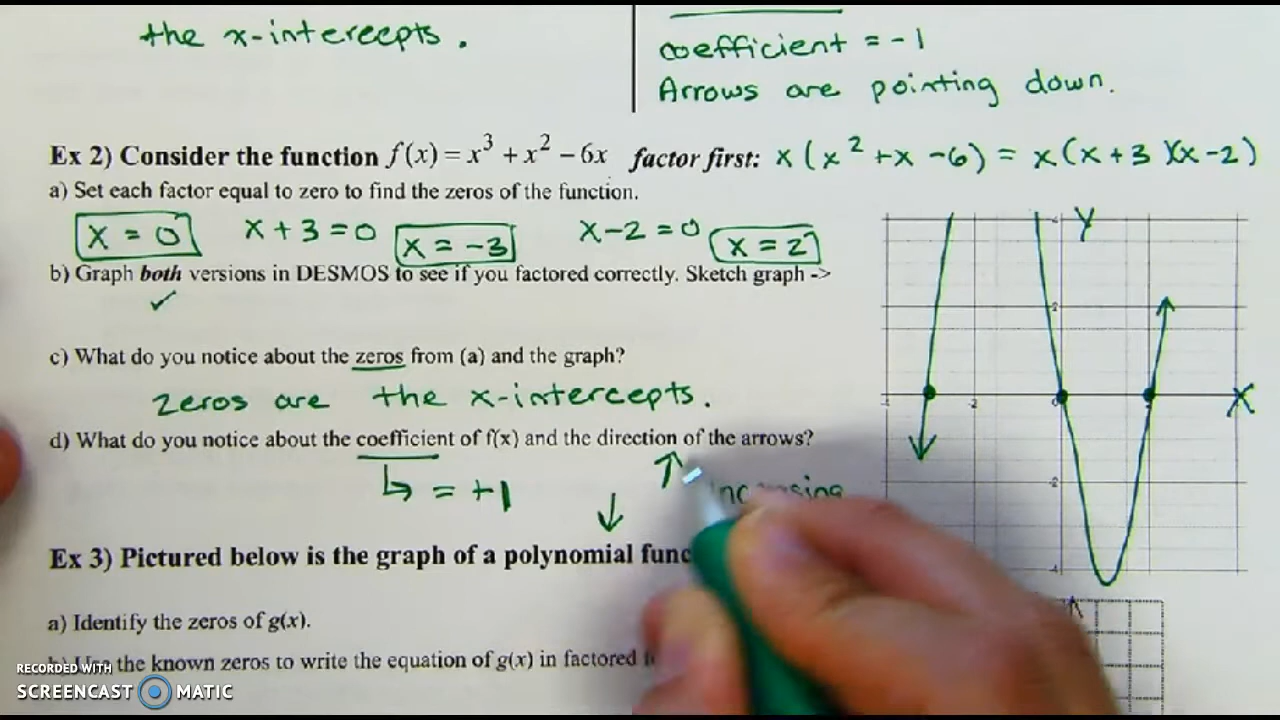 the x-intercepts.
coefficient = -1
Arrows are pointing down.
Ex 2) Consider the function f(x) = x³ + x² − 6x factor first: x(x² + x - 6) = x(x+3)(x-2)
a) Set each factor equal to zero to find the zeros of the function.
x = 0 x + 3 = 0 x = -3 x - 2 = 0 x = 2
b) Graph both versions in DESMOS to see if you factored correctly. Sketch graph ->
✓
c) What do you notice about the zeros from (a) and the graph?
zeros are the x-intercepts.
d) What do you notice about the coefficient of f(x) and the direction of the arrows?
↳ = +1 ↓ ↑ increasing
Ex 3) Pictured below is the graph of a polynomial
a) Identify the zeros of g(x).
the known zeros to write the equation of g(x) in factored
Y
X
RECORDED WITH
SCREENCAST MATIC